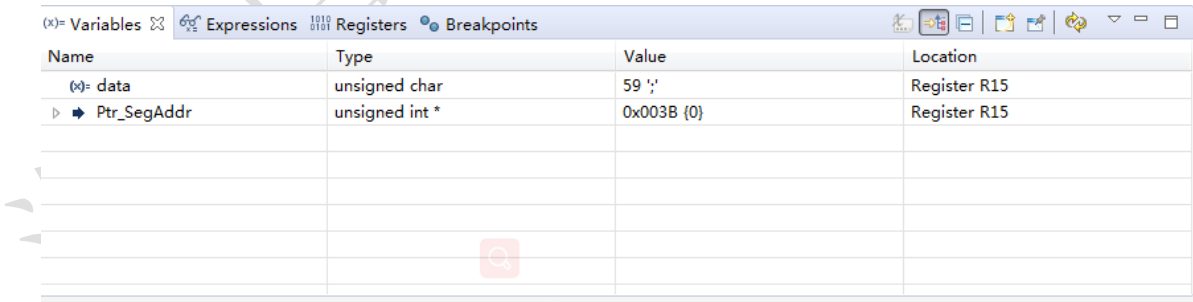 (x)= Variables Expressions 1010 0101 Registers Breakpoints
Name Type Value Location
(x)= data unsigned char 59 ';' Register R15
Ptr_SegAddr unsigned int * 0x003B {0} Register R15